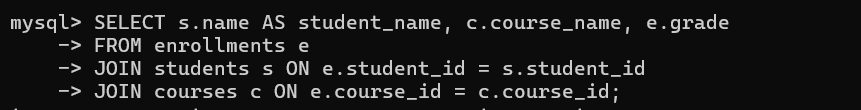 mysql> SELECT s.name AS student_name, c.course_name, e.grade
    -> FROM enrollments e
    -> JOIN students s ON e.student_id = s.student_id
    -> JOIN courses c ON e.course_id = c.course_id;